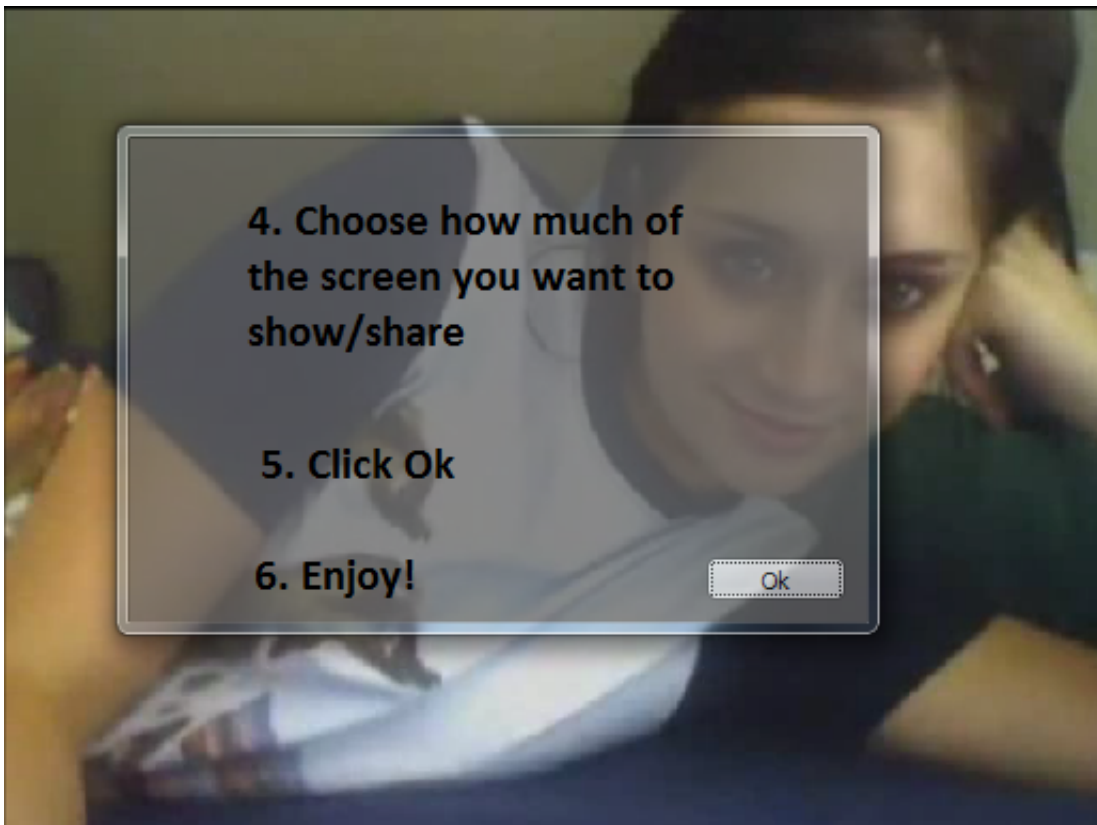 4. Choose how much of
the screen you want to
show/share
5. Click Ok
6. Enjoy!
Ok